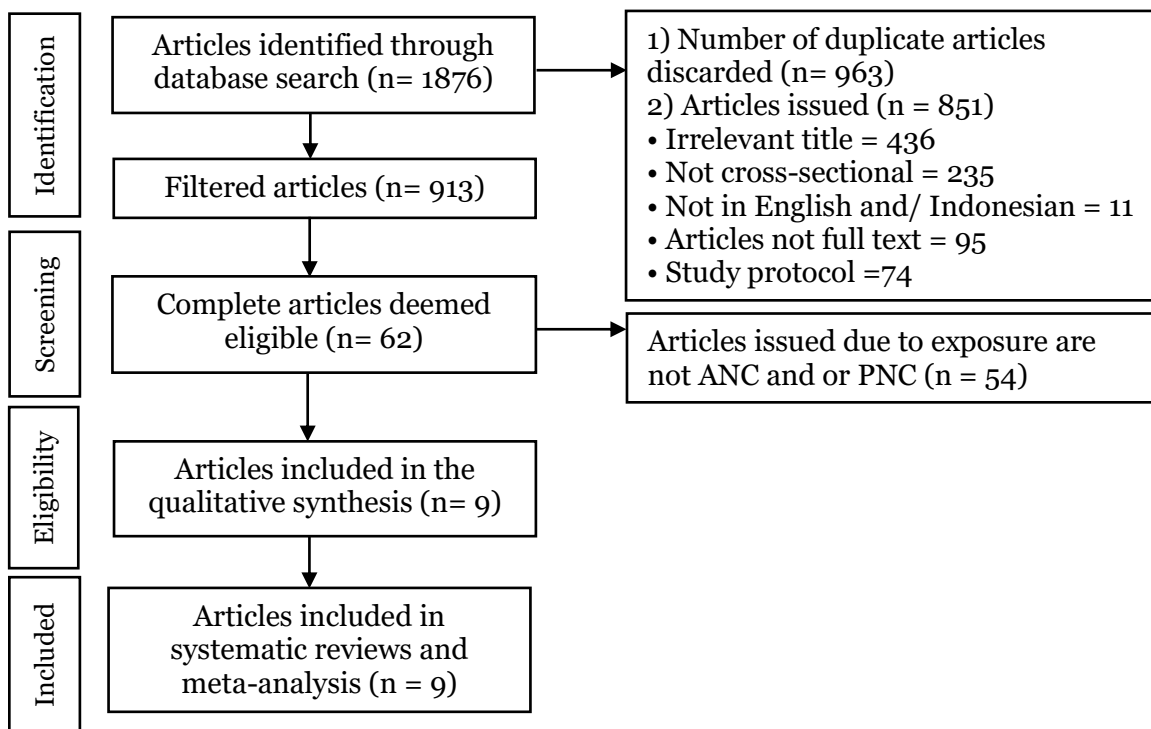 Identification
Articles identified through
database search (n= 1876)
1) Number of duplicate articles
discarded (n= 963)
2) Articles issued (n = 851)
• Irrelevant title = 436
• Not cross-sectional = 235
• Not in English and/ Indonesian = 11
• Articles not full text = 95
• Study protocol =74
Filtered articles (n= 913)
Screening
Complete articles deemed
eligible (n= 62)
Articles issued due to exposure are
not ANC and or PNC (n = 54)
Eligibility
Articles included in the
qualitative synthesis (n= 9)
Included
Articles included in
systematic reviews and
meta-analysis (n = 9)